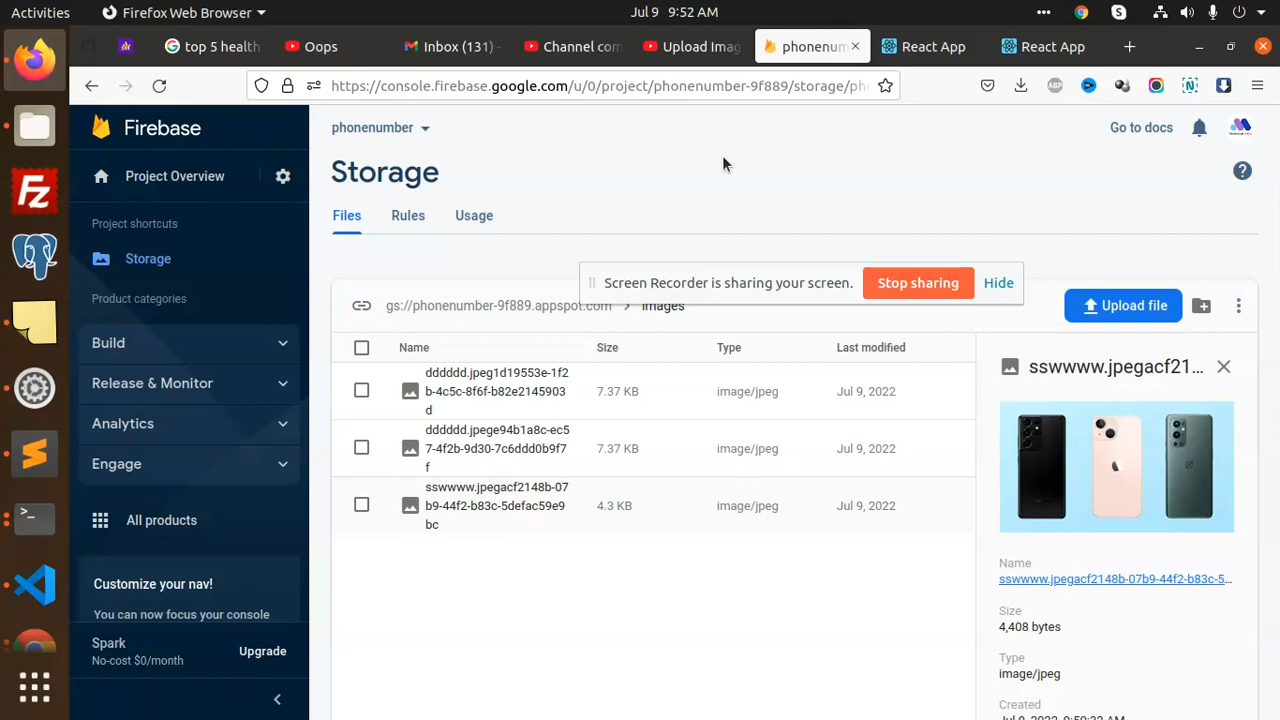 Activities
Firefox Web Browser
Jul 9 9:52 AM
top 5 health
Oops
Inbox (131) -
Channel com
Upload Imag
phonenum
React App
React App
https://console.firebase.google.com/u/0/project/phonenumber-9f889/storage/ph
Firebase
phonenumber
Go to docs
Project Overview
Storage
Files
Rules
Usage
Project shortcuts
Storage
Product categories
Build
Release & Monitor
Analytics
Engage
All products
Customize your nav!
You can now focus your console
Spark
No-cost $0/month
Upgrade
Screen Recorder is sharing your screen.
Stop sharing
Hide
gs://phonenumber-9f889.appspot.com
images
Upload file
Name
Size
Type
Last modified
dddddd.jpeg1d19553e-1f2
b-4c5c-8f6f-b82e2145903
d
7.37 KB
image/jpeg
Jul 9, 2022
dddddd.jpege94b1a8c-ec5
7-4f2b-9d30-7c6ddd0b9f7
f
7.37 KB
image/jpeg
Jul 9, 2022
sswwww.jpegacf2148b-07
b9-44f2-b83c-5defac59e9
bc
4.3 KB
image/jpeg
Jul 9, 2022
sswwww.jpegacf21...
Name
sswwww.jpegacf2148b-07b9-44f2-b83c-5...
Size
4,408 bytes
Type
image/jpeg
Created